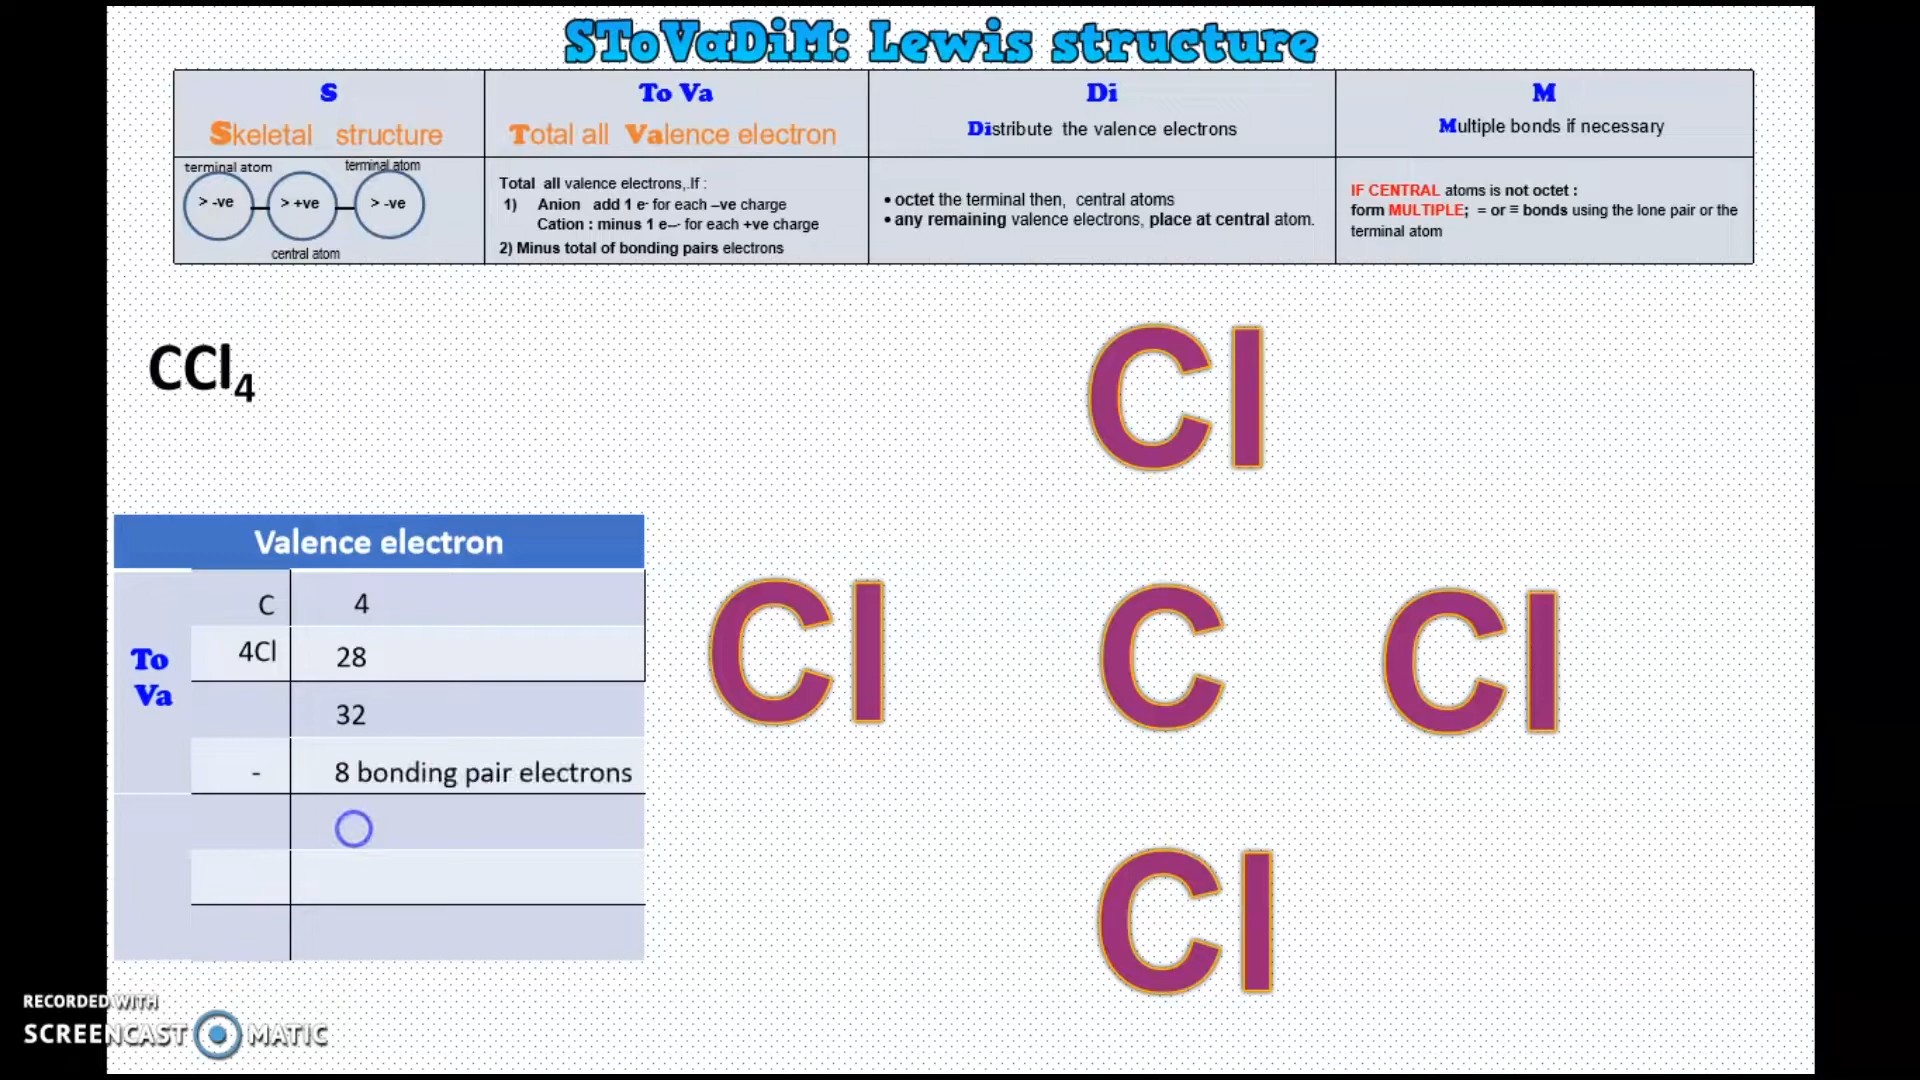 SToVaDiM: Lewis structure
S
Skeletal structure
To Va
Total all Valence electron
Di
Distribute the valence electrons
M
Multiple bonds if necessary
terminal atom
terminal atom
> -ve
> +ve
> -ve
central atom
Total all valence electrons,.If :
1) Anion add 1 e- for each –ve charge
Cation : minus 1 e-- for each +ve charge
2) Minus total of bonding pairs electrons
• octet the terminal then, central atoms
• any remaining valence electrons, place at central atom.
IF CENTRAL atoms is not octet :
form MULTIPLE; = or ≡ bonds using the lone pair or the
terminal atom
CCl₄
Cl
Valence electron
To
Va
C 4
4Cl 28
32
- 8 bonding pair electrons
Cl C Cl
Cl
RECORDED WITH
SCREENCAST MATIC